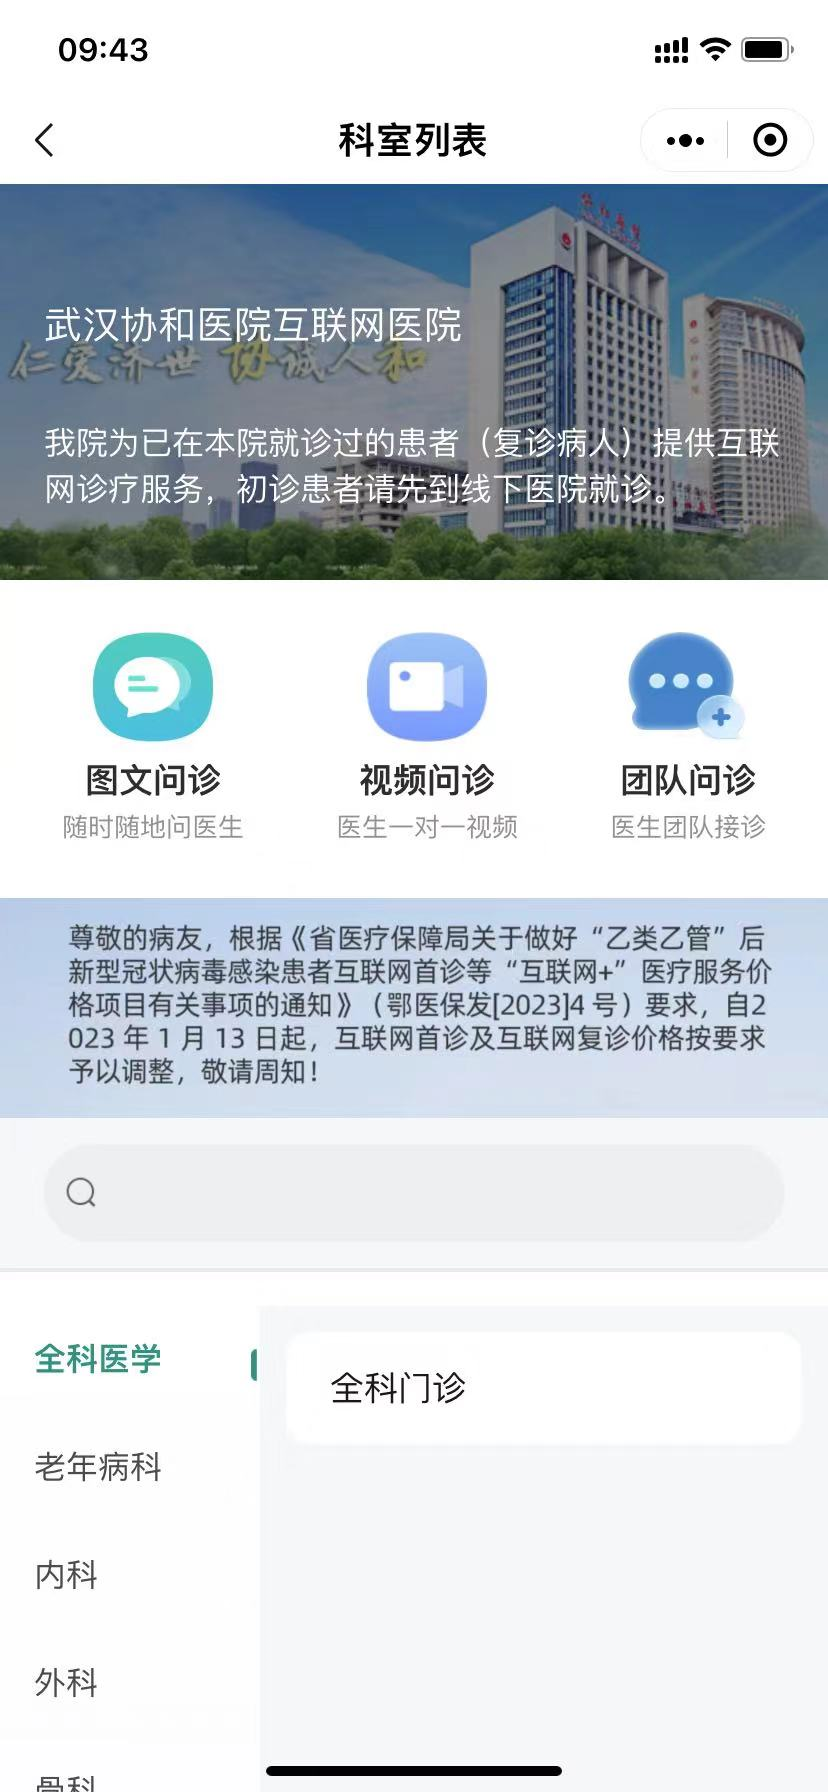 09:43
科室列表
武汉协和医院互联网医院
仁爱济世 协诚人和
我院为已在本院就诊过的患者（复诊病人）提供互联
网诊疗服务，初诊患者请先到线下医院就诊。
图文问诊
随时随地问医生
视频问诊
医生一对一视频
团队问诊
医生团队接诊
尊敬的病友，根据《省医疗保障局关于做好“乙类乙管”后
新型冠状病毒感染患者互联网首诊等“互联网+”医疗服务价
格项目有关事项的通知》（鄂医保发[2023]4 号）要求，自2
023 年 1 月 13 日起，互联网首诊及互联网复诊价格按要求
予以调整，敬请周知！
全科医学
全科门诊
老年病科
内科
外科
骨科